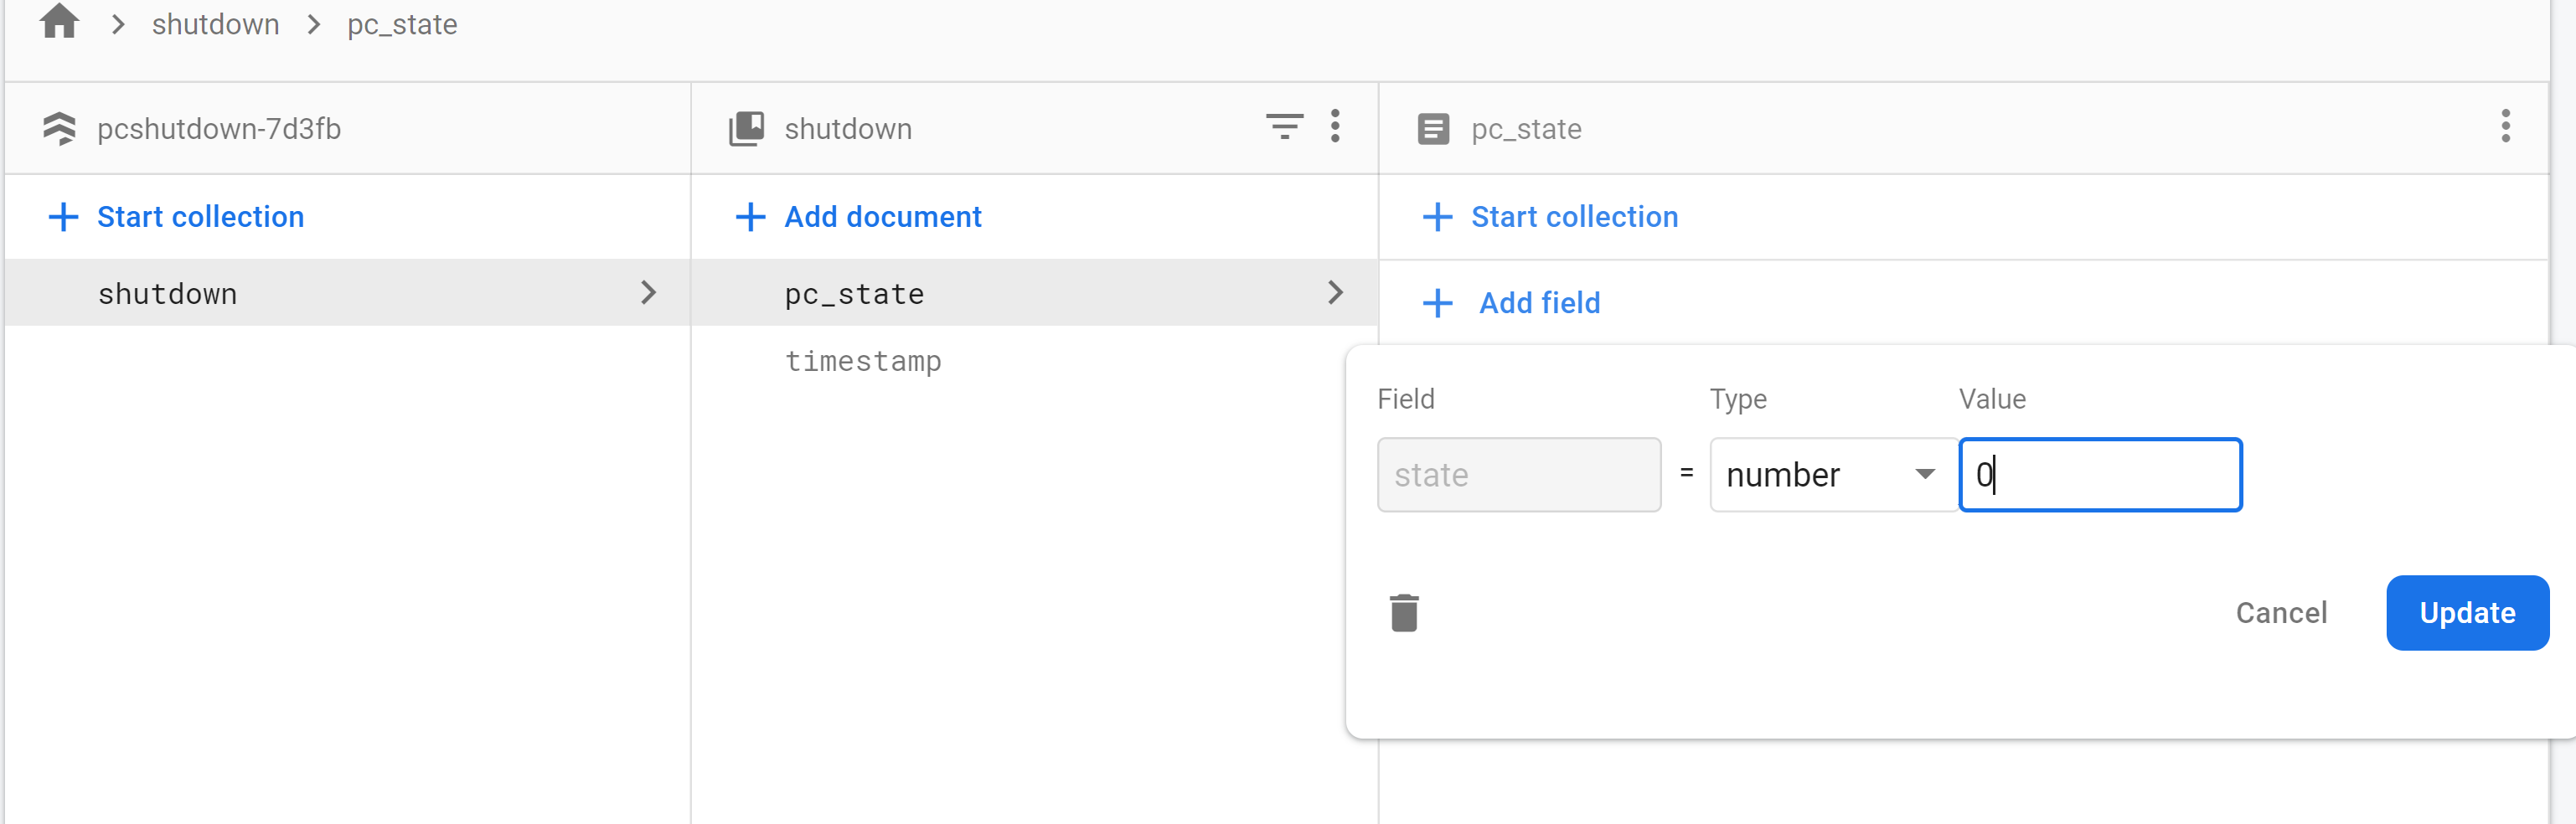 shutdown pc_state
pcshutdown-7d3fb
shutdown
pc_state
Start collection
Add document
Start collection
shutdown
pc_state
Add field
timestamp
Field Type Value
state = number 0
Cancel Update